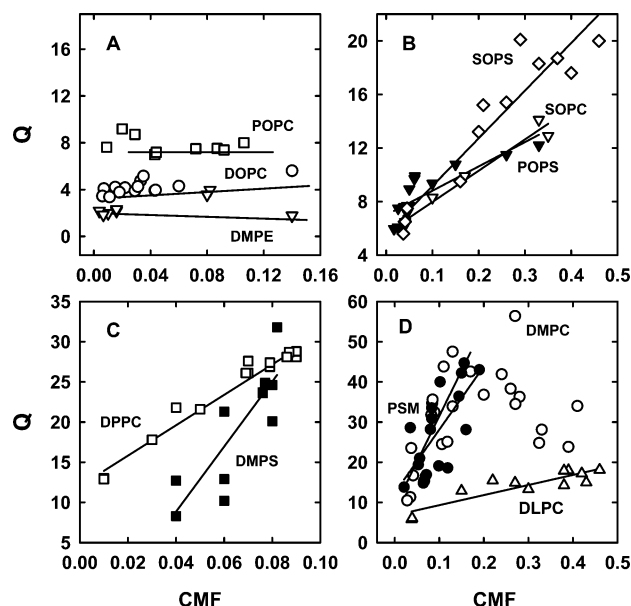 Q
16
12
8
4
0
A
POPC
DOPC
DMPE
0.00
0.04
0.08
0.12
0.16
20
16
12
8
4
B
SOPS
SOPC
POPS
0.0
0.1
0.2
0.3
0.4
0.5
Q
35
30
25
20
15
10
5
C
DPPC
DMPS
0.00
0.02
0.04
0.06
0.08
0.10
CMF
60
50
40
30
20
10
0
D
DMPC
PSM
DLPC
0.0
0.1
0.2
0.3
0.4
0.5
CMF